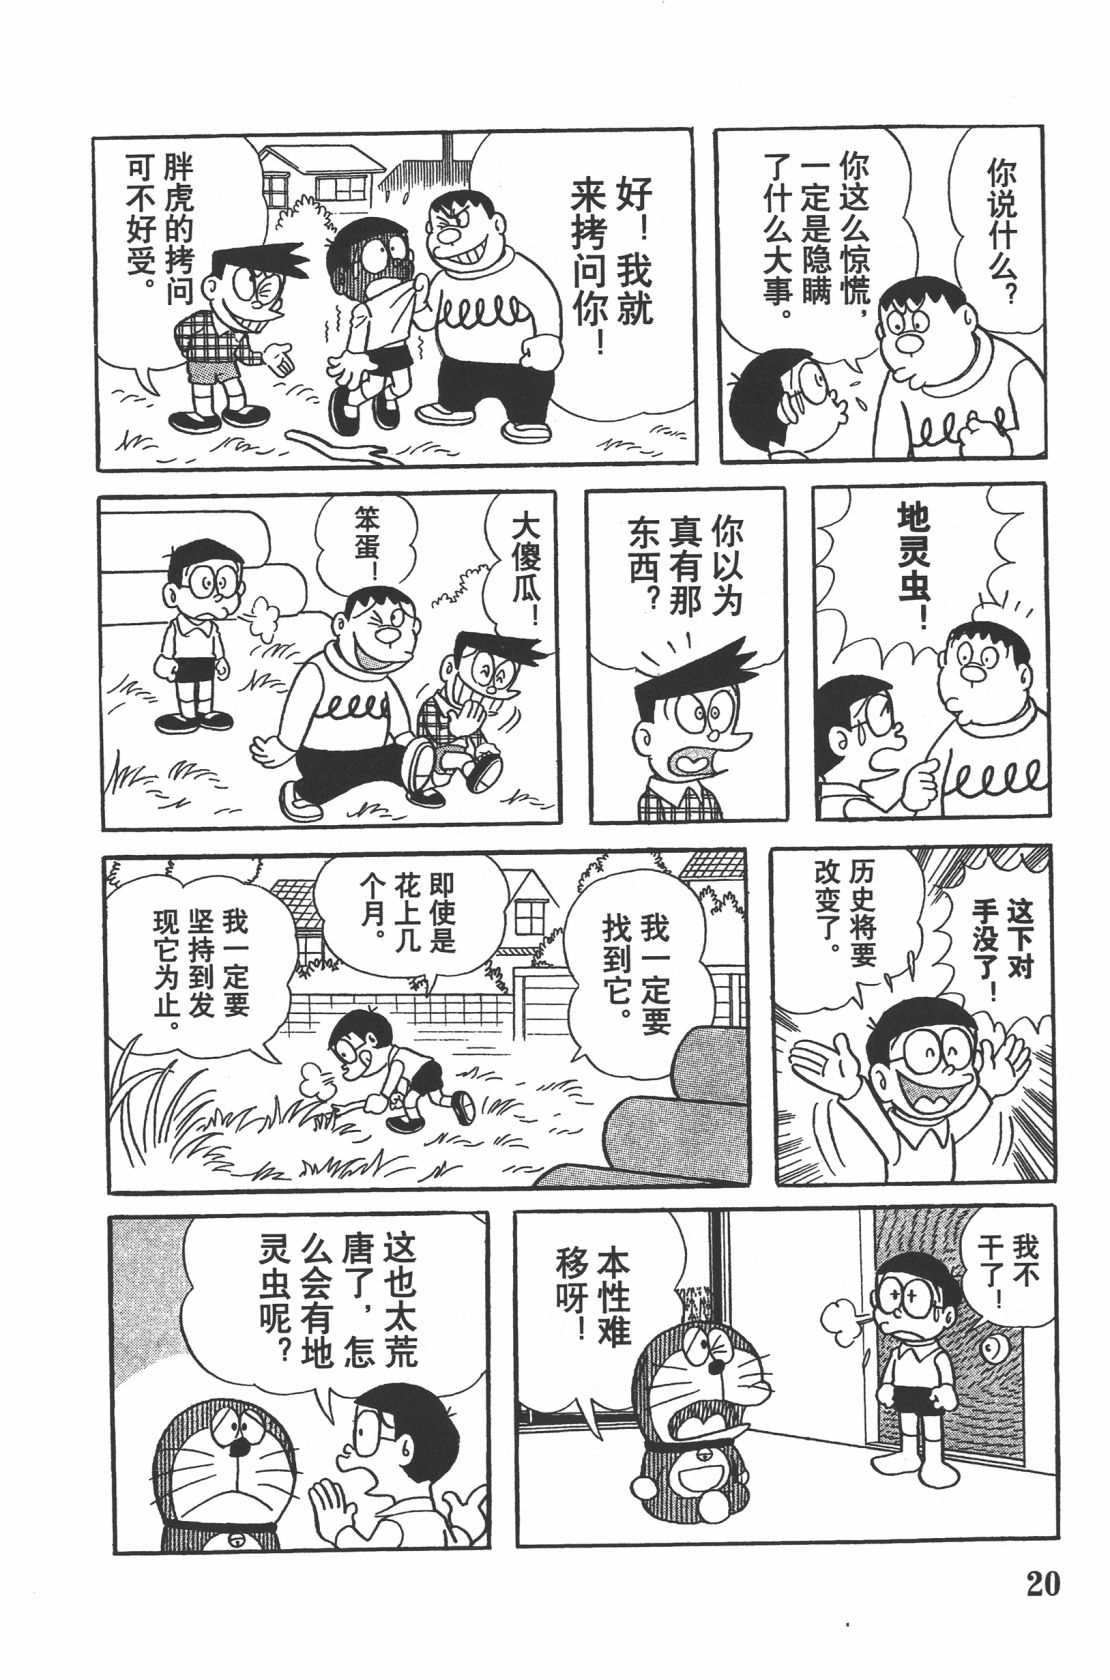 你说什么？
你这么惊慌，
一定是隐瞒
了什么大事。
好！我就
来拷问你！
胖虎的拷问
可不好受。
地灵虫！
你以为
真有那
东西？
大傻瓜！
笨蛋！
这下对
手没了！
历史将要
改变了。
我一定要
找到它。
即使是
花上几
个月。
我一定要
坚持到发
现它为止。
我不
干了！
本性难
移呀！
这也太荒
唐了，怎
么会有地
灵虫呢？
20